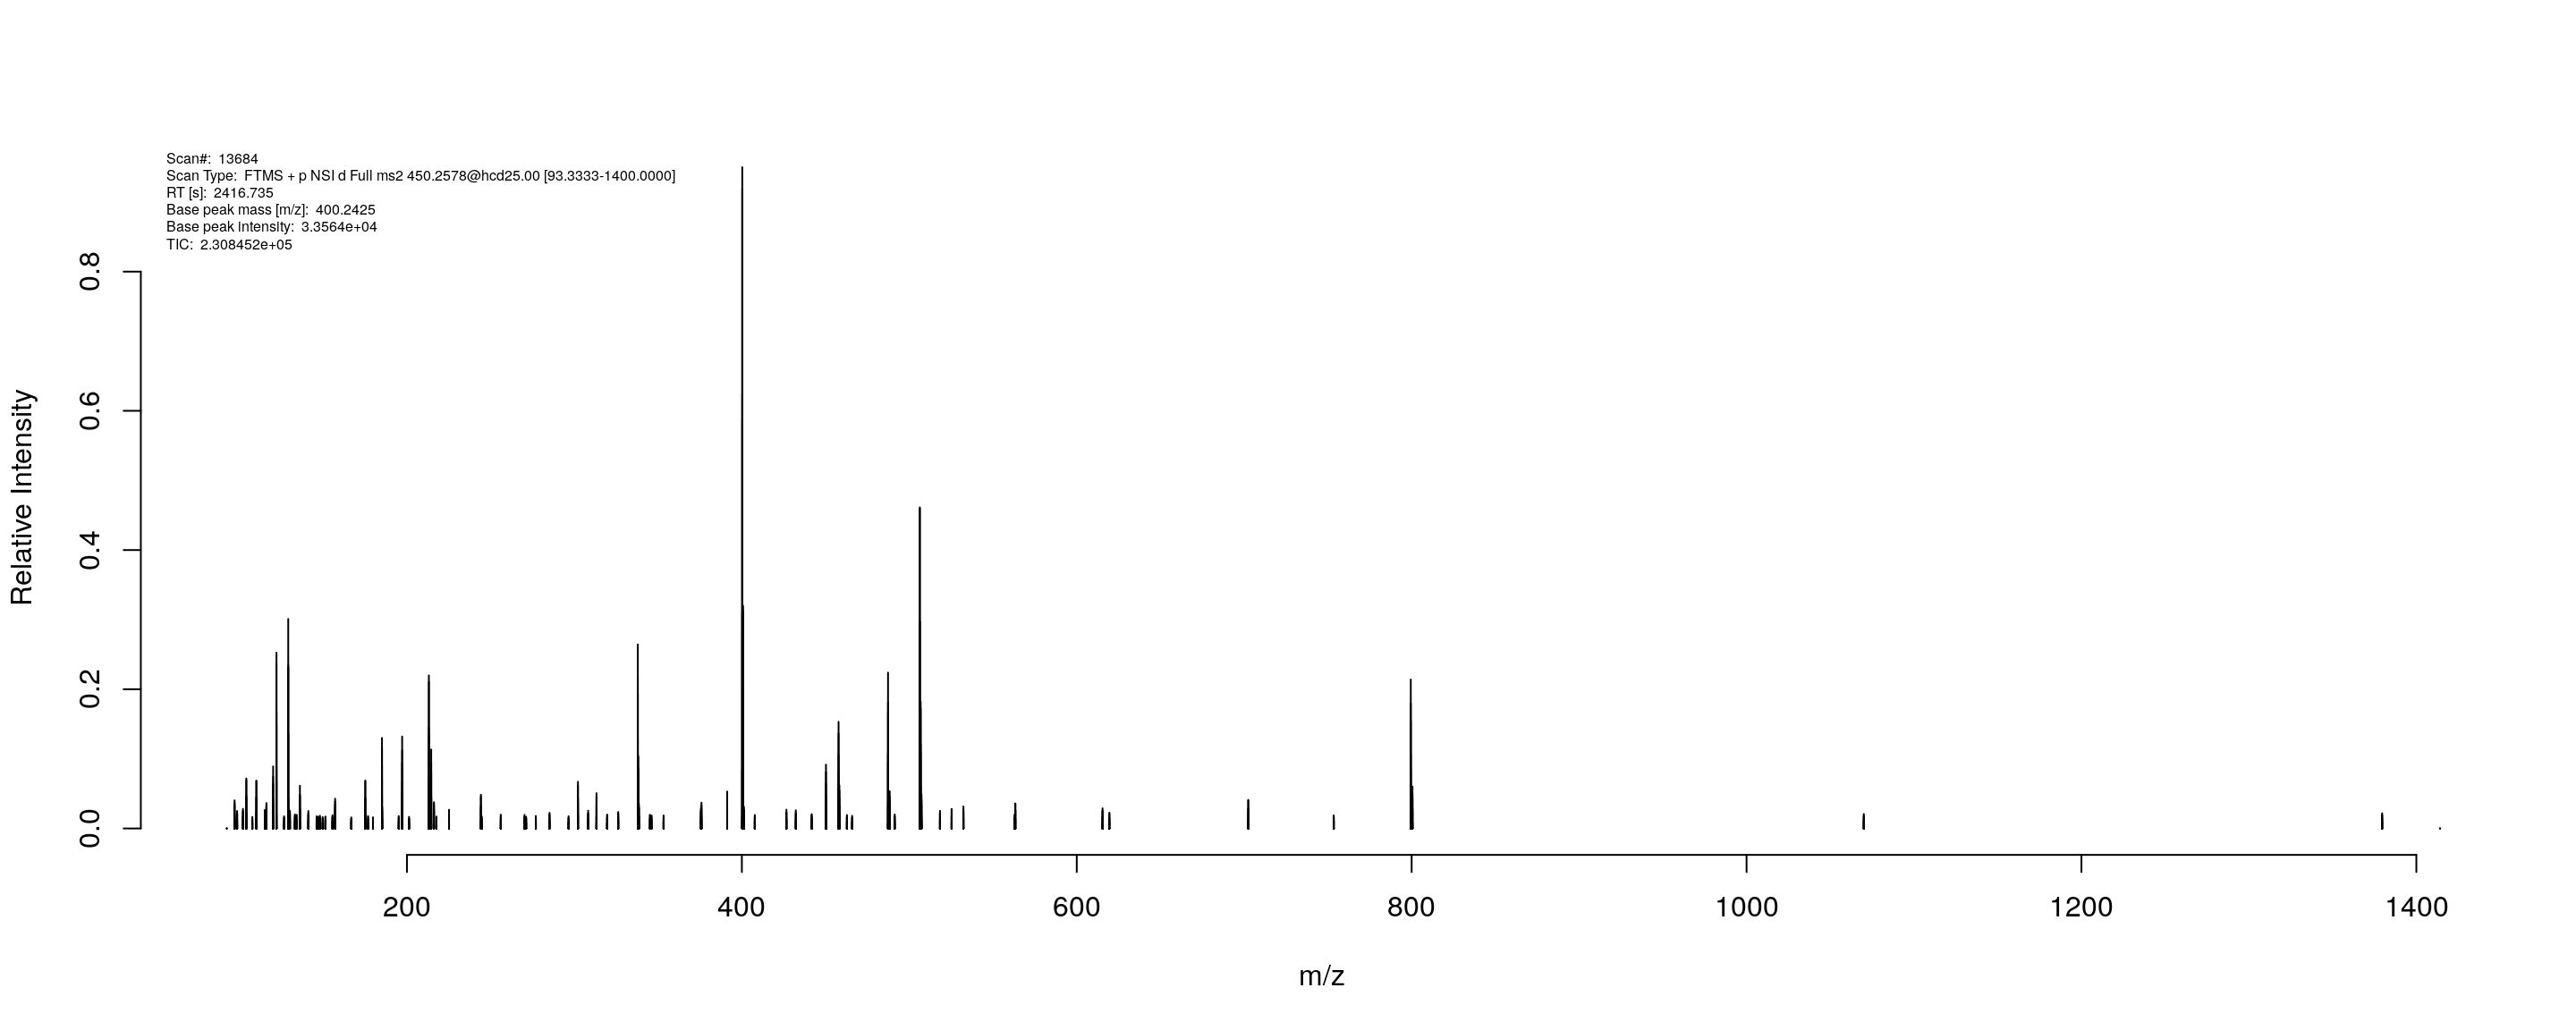 Scan#: 13684
Scan Type: FTMS + p NSI d Full ms2 450.2578@hcd25.00 [93.3333-1400.0000]
RT [s]: 2416.735
Base peak mass [m/z]: 400.2425
Base peak intensity: 3.3564e+04
TIC: 2.308452e+05
0.8
0.6
0.4
0.2
0.0
Relative Intensity
200 400 600 800 1000 1200 1400
m/z